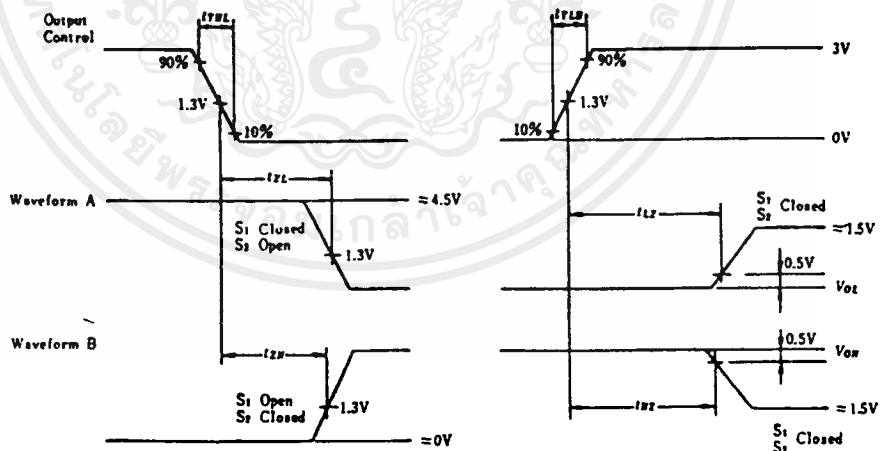 Output
Control
tTHL
90%
1.3V
10%
tTLH
90%
1.3V
10%
3V
0V
Waveform A
tZL
≈4.5V
S1 Closed
S2 Open
1.3V
tLZ
S1
S2 Closed
≈1.5V
0.5V
VOL
Waveform B
tZH
S1 Open
S2 Closed
1.3V
≈0V
0.5V
VOH
tHZ
≈1.5V
S1
S2 Closed